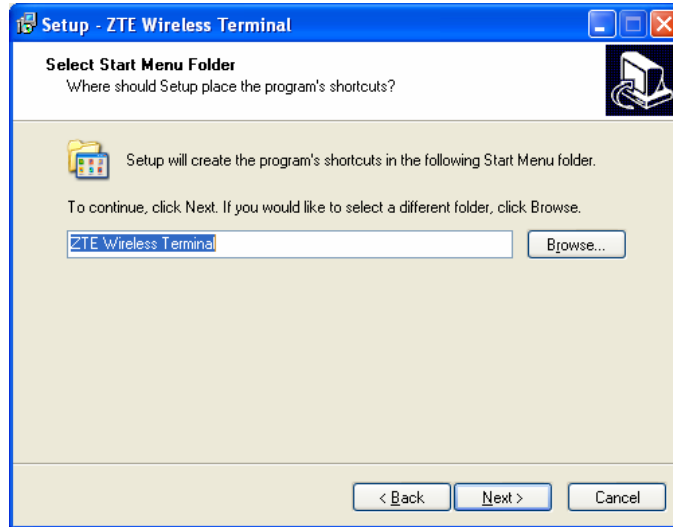 Setup - ZTE Wireless Terminal
Select Start Menu Folder
Where should Setup place the program's shortcuts?
Setup will create the program's shortcuts in the following Start Menu folder.
To continue, click Next. If you would like to select a different folder, click Browse.
ZTE Wireless Terminal
Browse...
< Back
Next >
Cancel